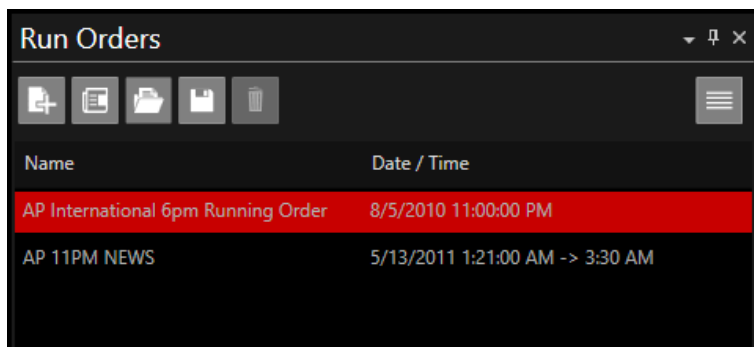 Run Orders
Name Date / Time
AP International 6pm Running Order 8/5/2010 11:00:00 PM
AP 11PM NEWS 5/13/2011 1:21:00 AM -> 3:30 AM